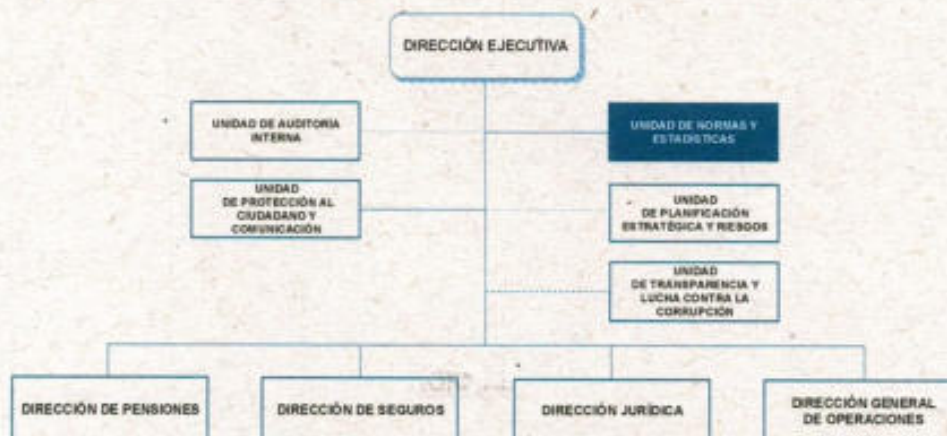 DIRECCIÓN EJECUTIVA
UNIDAD DE AUDITORIA
INTERNA
UNIDAD DE NORMAS Y
ESTADISTICAS
UNIDAD
DE PROTECCIÓN AL
CIUDADANO Y
COMUNICACIÓN
UNIDAD
DE PLANIFICACIÓN
ESTRATÉGICA Y RIESGOS
UNIDAD
DE TRANSPARENCIA Y
LUCHA CONTRA LA
CORRUPCIÓN
DIRECCIÓN DE PENSIONES
DIRECCIÓN DE SEGUROS
DIRECCIÓN JURÍDICA
DIRECCIÓN GENERAL
DE OPERACIONES